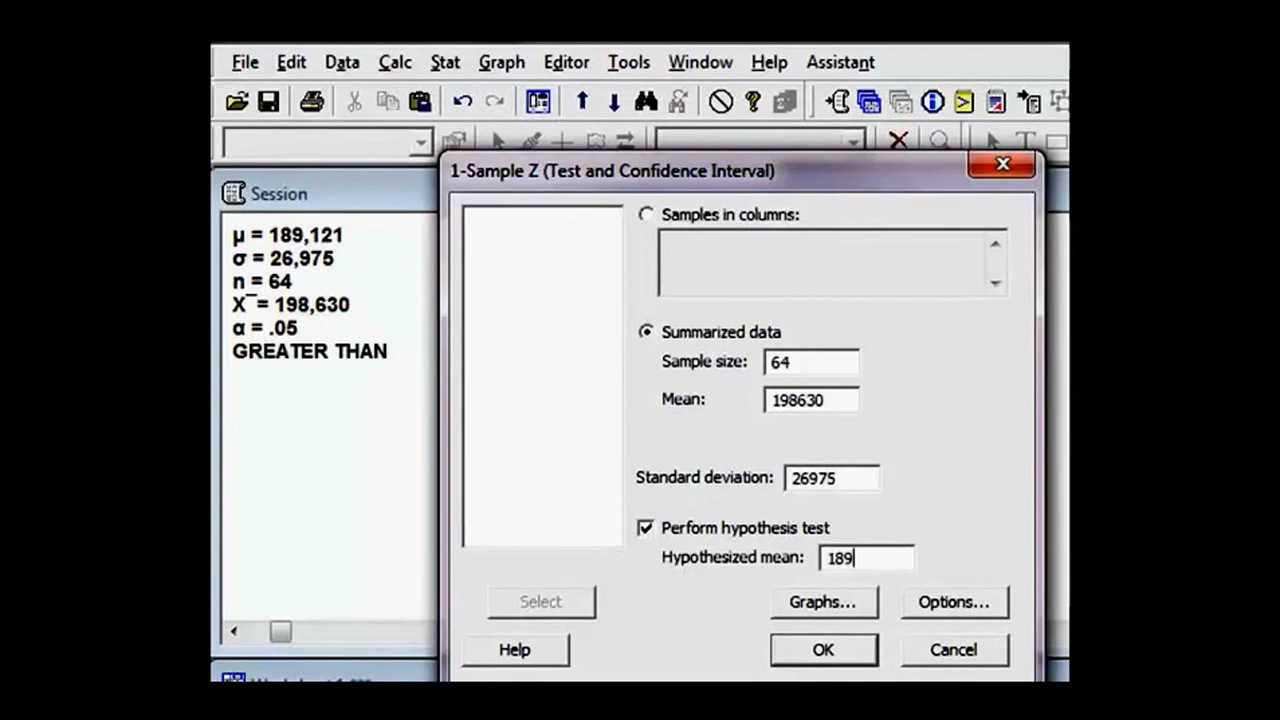 File Edit Data Calc Stat Graph Editor Tools Window Help Assistant
1-Sample Z (Test and Confidence Interval)
Session
μ = 189,121
σ = 26,975
n = 64
X¯= 198,630
α = .05
GREATER THAN
Samples in columns:
Summarized data
Sample size: 64
Mean: 198630
Standard deviation: 26975
Perform hypothesis test
Hypothesized mean: 189
Select Graphs... Options...
Help OK Cancel